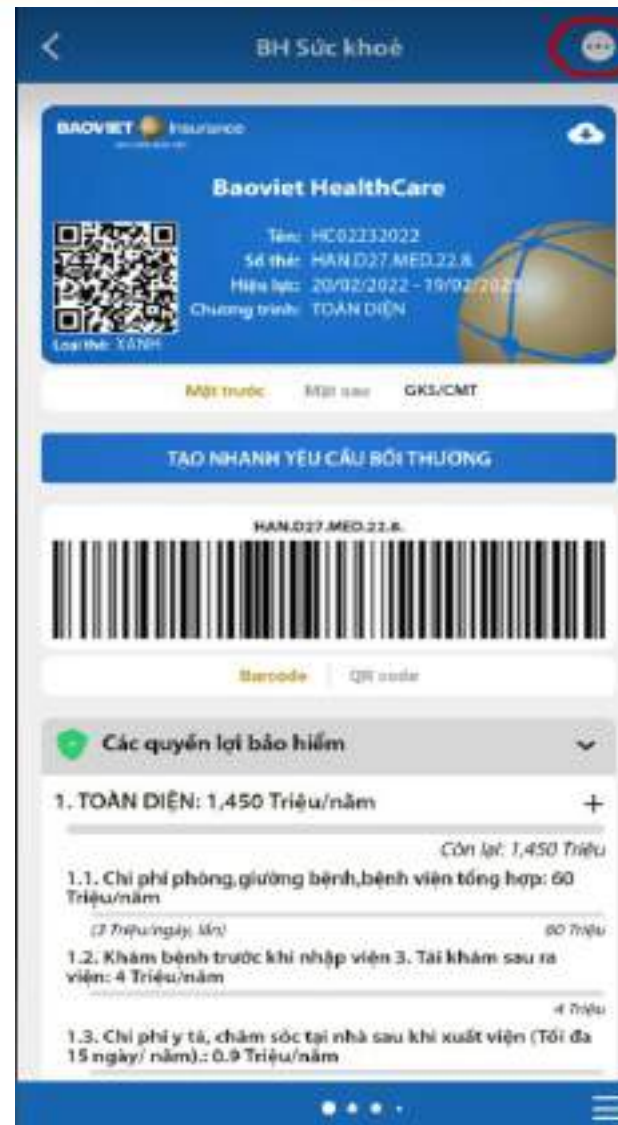 BH Sức khoẻ
BAOVIET Insurance
Baoviet HealthCare
Tên: HC02232022
Số thẻ: HAN.D27.MED.22.8.
Hiệu lực: 20/02/2022 - 19/02/2023
Chương trình: TOÀN DIỆN
Loại thẻ: XANH
Mặt trước Mặt sau GKS/CMT
TẠO NHANH YÊU CẦU BỒI THƯỜNG
HAN.D27.MED.22.8.
Barcode QR code
Các quyền lợi bảo hiểm
1. TOÀN DIỆN: 1,450 Triệu/năm
Còn lại: 1,450 Triệu
1.1. Chi phí phòng,giường bệnh,bệnh viện tổng hợp: 60
Triệu/năm
(3 Triệu/ngày, lần) 60 Triệu
1.2. Khám bệnh trước khi nhập viện 3. Tái khám sau ra
viện: 4 Triệu/năm
4 Triệu
1.3. Chi phí y tá, chăm sóc tại nhà sau khi xuất viện (Tối đa
15 ngày/ năm).: 0.9 Triệu/năm